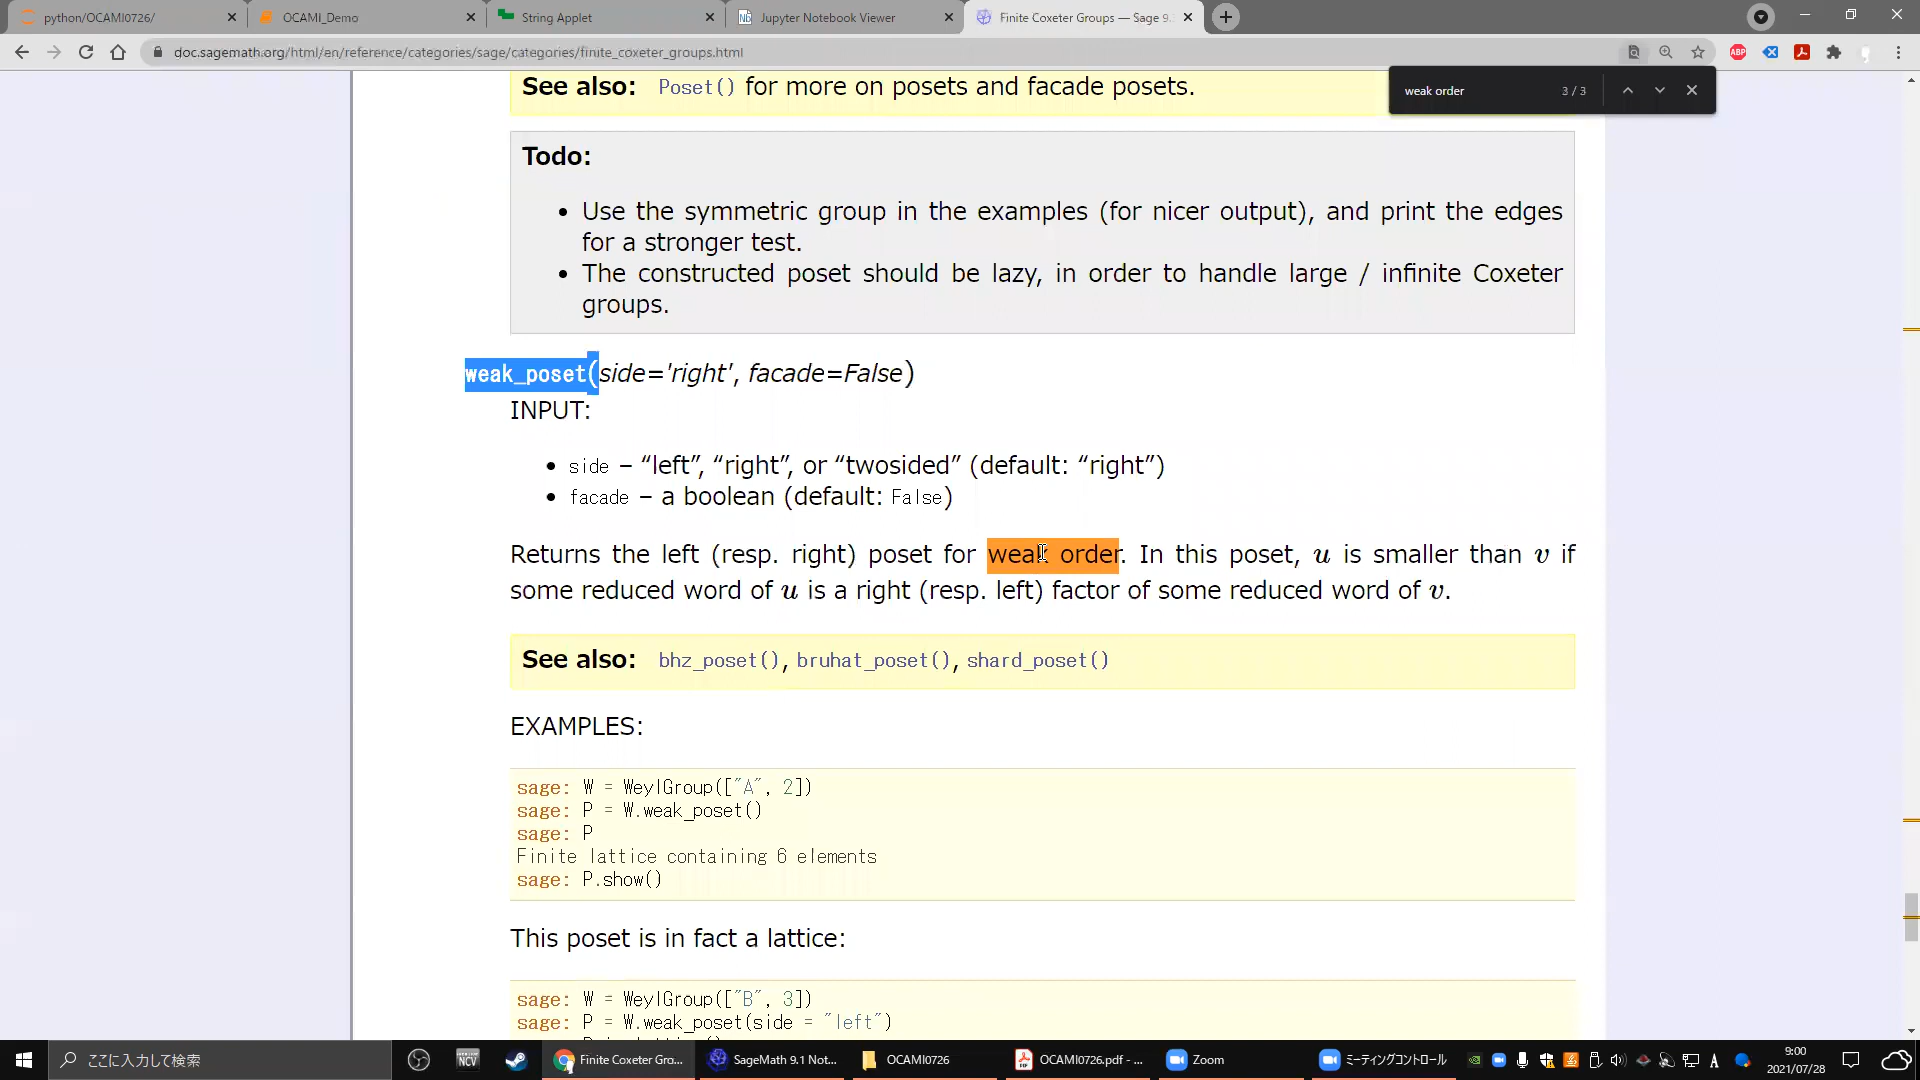 python/OCAMI0726/
OCAMI_Demo
String Applet
Jupyter Notebook Viewer
Finite Coxeter Groups — Sage 9.
doc.sagemath.org/html/en/reference/categories/sage/categories/finite_coxeter_groups.html
weak order 3 / 3
See also: Poset() for more on posets and facade posets.
Todo:
• Use the symmetric group in the examples (for nicer output), and print the edges
for a stronger test.
• The constructed poset should be lazy, in order to handle large / infinite Coxeter
groups.
weak_poset(side='right', facade=False)
INPUT:
• side – “left”, “right”, or “twosided” (default: “right”)
• facade – a boolean (default: False)
Returns the left (resp. right) poset for weak order. In this poset, u is smaller than v if
some reduced word of u is a right (resp. left) factor of some reduced word of v.
See also: bhz_poset(), bruhat_poset(), shard_poset()
EXAMPLES:
sage: W = WeylGroup(["A", 2])
sage: P = W.weak_poset()
sage: P
Finite lattice containing 6 elements
sage: P.show()
This poset is in fact a lattice:
sage: W = WeylGroup(["B", 3])
sage: P = W.weak_poset(side = "left")
ここに入力して検索
NCV
Finite Coxeter Gro...
SageMath 9.1 Not...
OCAMI0726
OCAMI0726.pdf - ...
Zoom
ミーティングコントロール
A
9:00
2021/07/28